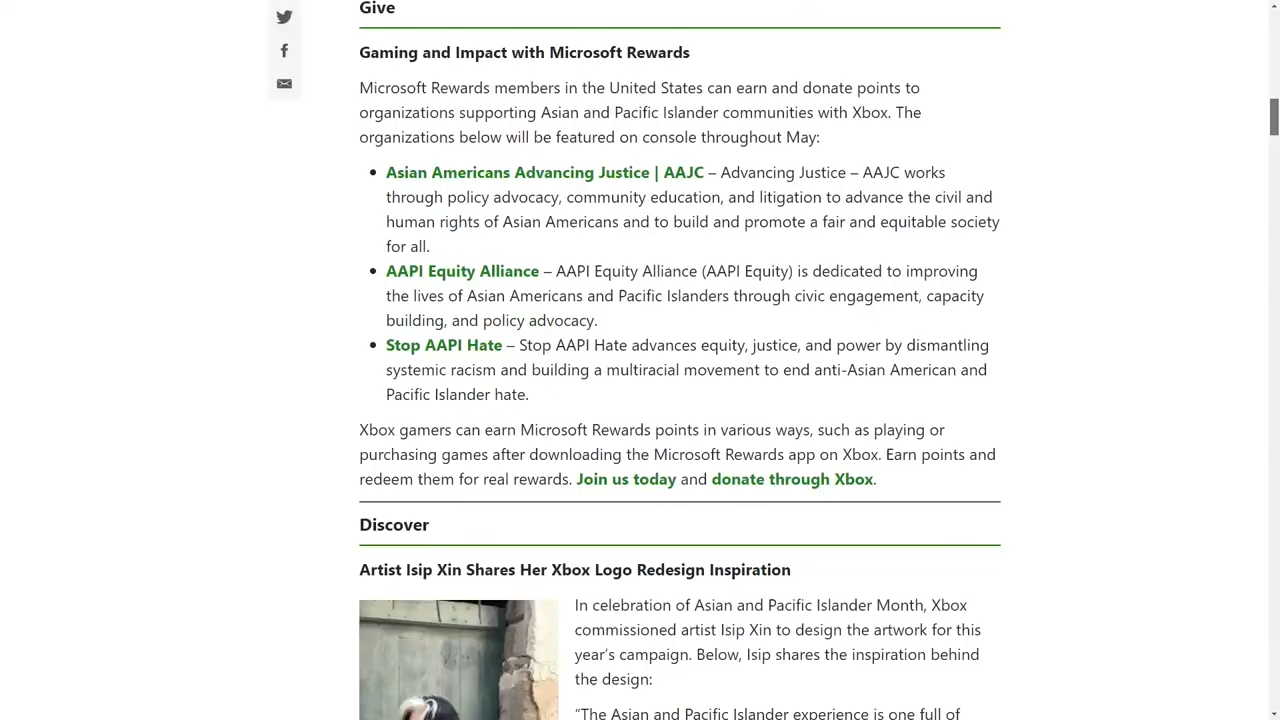 Give
Gaming and Impact with Microsoft Rewards
Microsoft Rewards members in the United States can earn and donate points to
organizations supporting Asian and Pacific Islander communities with Xbox. The
organizations below will be featured on console throughout May:
• Asian Americans Advancing Justice | AAJC – Advancing Justice – AAJC works
through policy advocacy, community education, and litigation to advance the civil and
human rights of Asian Americans and to build and promote a fair and equitable society
for all.
• AAPI Equity Alliance – AAPI Equity Alliance (AAPI Equity) is dedicated to improving
the lives of Asian Americans and Pacific Islanders through civic engagement, capacity
building, and policy advocacy.
• Stop AAPI Hate – Stop AAPI Hate advances equity, justice, and power by dismantling
systemic racism and building a multiracial movement to end anti-Asian American and
Pacific Islander hate.
Xbox gamers can earn Microsoft Rewards points in various ways, such as playing or
purchasing games after downloading the Microsoft Rewards app on Xbox. Earn points and
redeem them for real rewards. Join us today and donate through Xbox.
Discover
Artist Isip Xin Shares Her Xbox Logo Redesign Inspiration
In celebration of Asian and Pacific Islander Month, Xbox
commissioned artist Isip Xin to design the artwork for this
year’s campaign. Below, Isip shares the inspiration behind
the design:
“The Asian and Pacific Islander experience is one full of